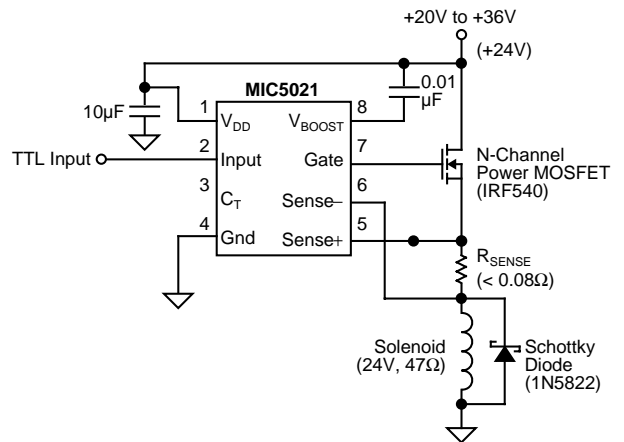 +20V to +36V
(+24V)
MIC5021
0.01
µF
10µF
1
8
V_DD
V_BOOST
TTL Input
2
7
Input
Gate
N-Channel
Power MOSFET
(IRF540)
3
6
C_T
Sense−
4
5
Gnd
Sense+
R_SENSE
(< 0.08Ω)
Solenoid
(24V, 47Ω)
Schottky
Diode
(1N5822)